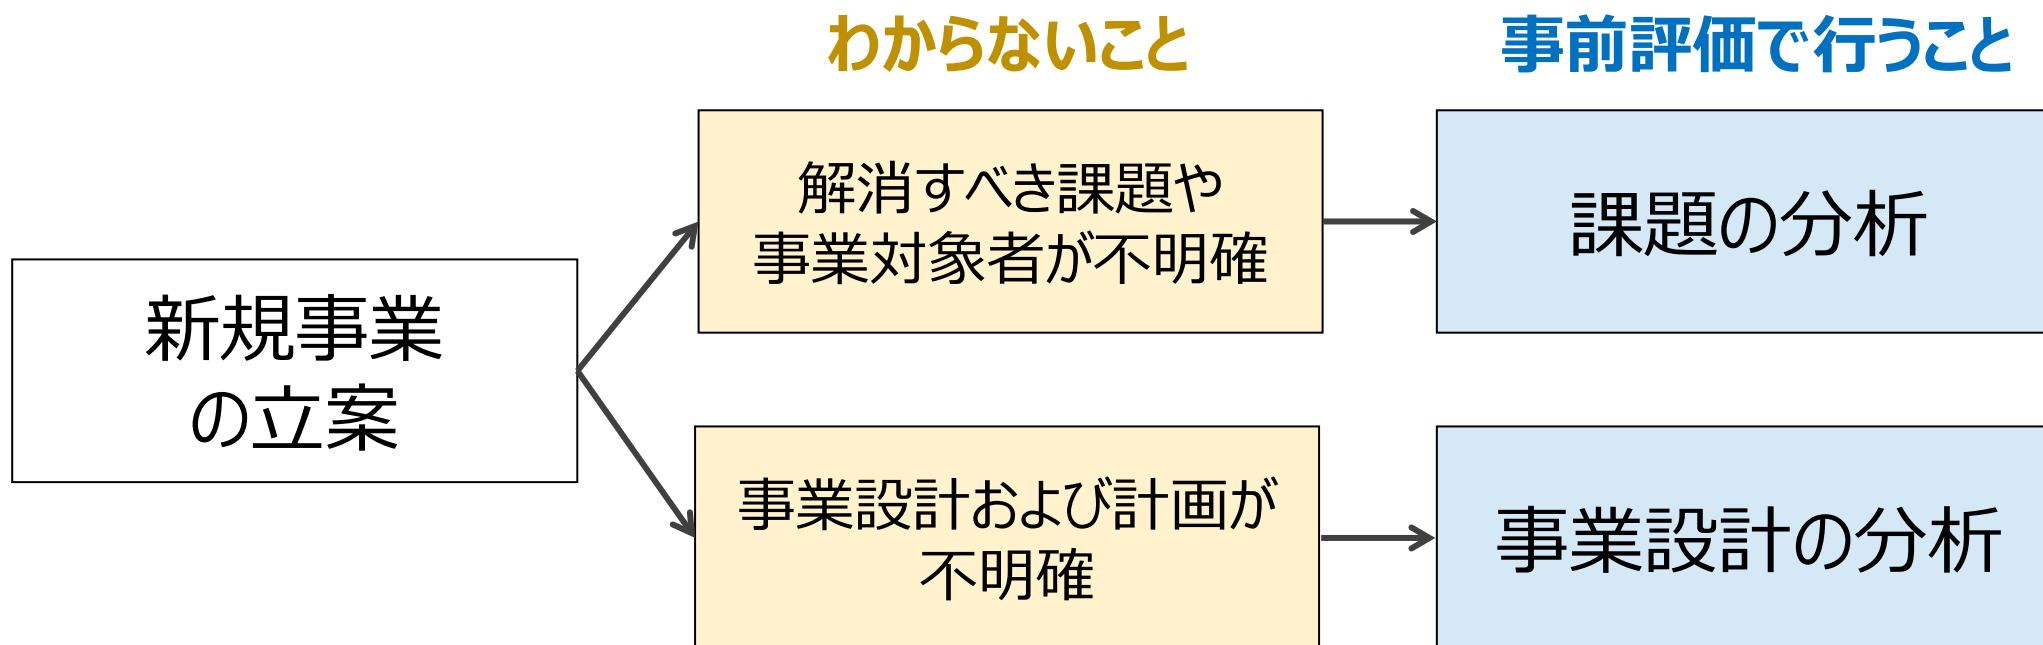 わからないこと
事前評価で行うこと
新規事業
の立案
解消すべき課題や
事業対象者が不明確
課題の分析
事業設計および計画が
不明確
事業設計の分析